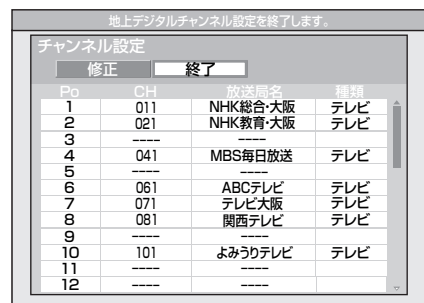 地上デジタルチャンネル設定を終了します。
チャンネル設定
修正 終了
Po CH 放送局名 種類
1 011 NHK総合・大阪 テレビ
2 021 NHK教育・大阪 テレビ
3 ---- ----
4 041 MBS毎日放送 テレビ
5 ---- ----
6 061 ABCテレビ テレビ
7 071 テレビ大阪 テレビ
8 081 関西テレビ テレビ
9 ---- ----
10 101 よみうりテレビ テレビ
11 ---- ----
12 ---- ----